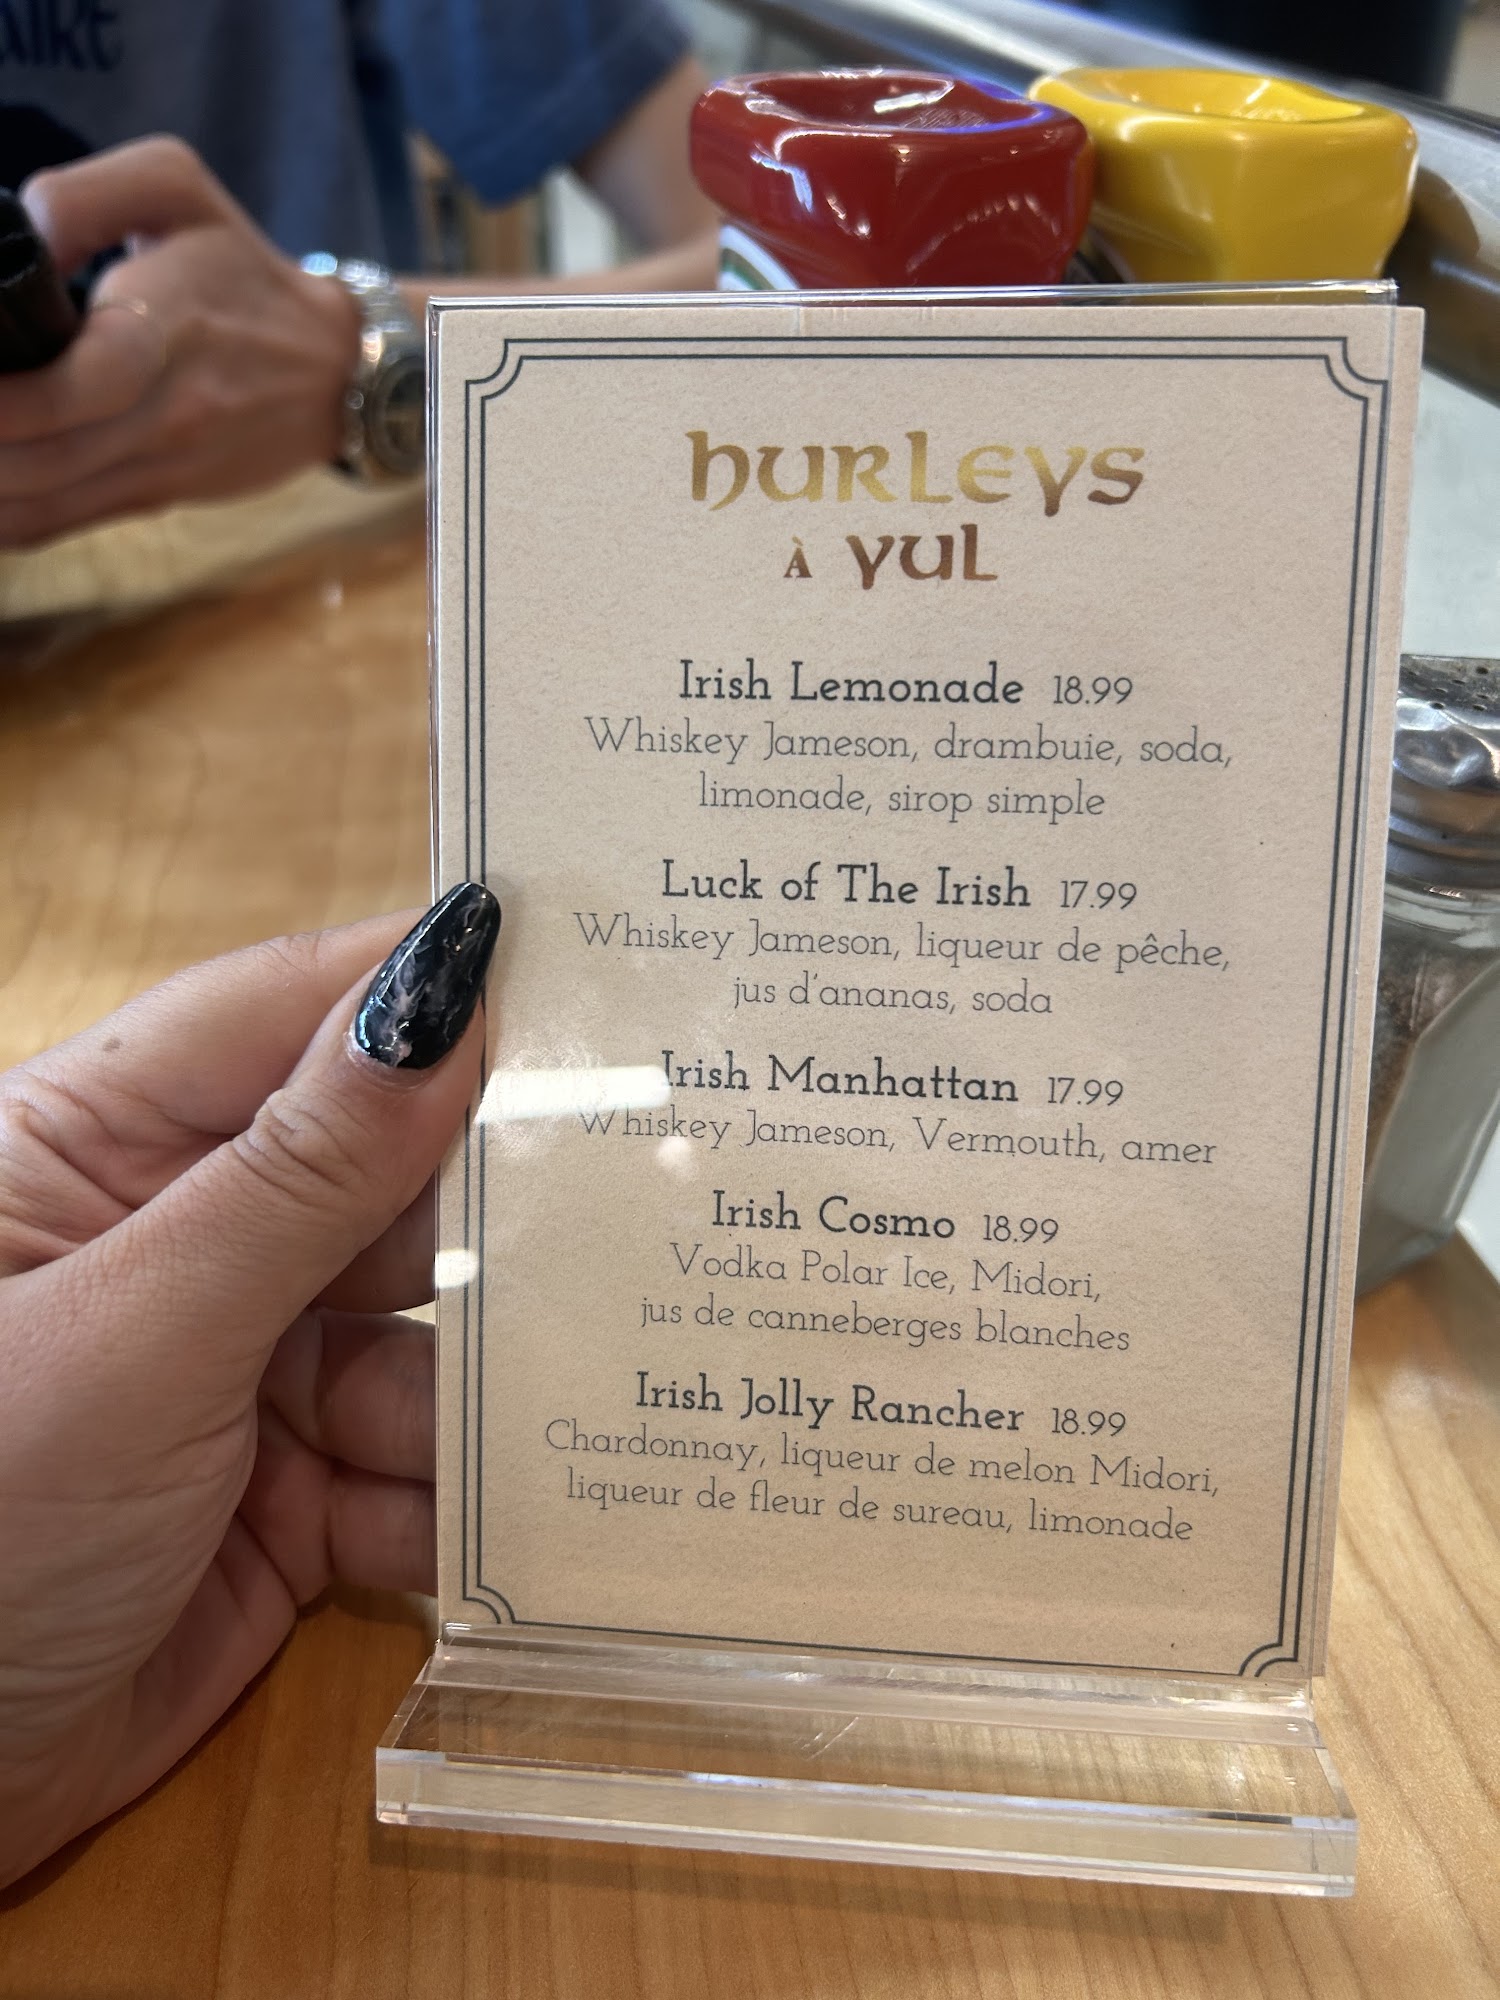 hurleys
À yul
Irish Lemonade 18.99
Whiskey Jameson, drambuie, soda,
limonade, sirop simple
Luck of The Irish 17.99
Whiskey Jameson, liqueur de pêche,
jus d'ananas, soda
Irish Manhattan 17.99
Whiskey Jameson, Vermouth, amer
Irish Cosmo 18.99
Vodka Polar Ice, Midori,
jus de canneberges blanches
Irish Jolly Rancher 18.99
Chardonnay, liqueur de melon Midori,
liqueur de fleur de sureau, limonade